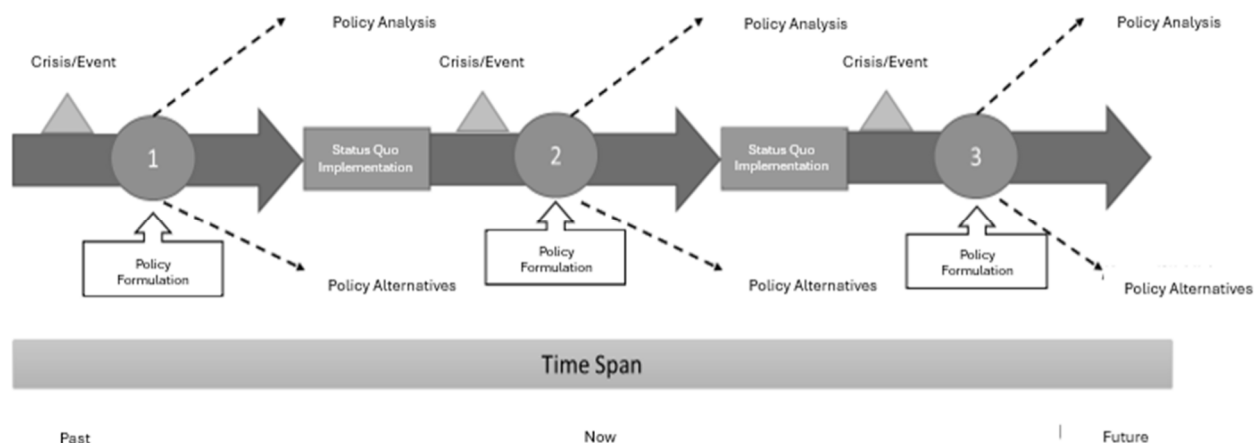 Policy Analysis
Policy Analysis
Policy Analysis
Crisis/Event
Crisis/Event
Crisis/Event
1
Status Quo
Implementation
2
Status Quo
Implementation
3
Policy
Formulation
Policy
Formulation
Policy
Formulation
Policy Alternatives
Policy Alternatives
Policy Alternatives
Time Span
Past
Now
Future